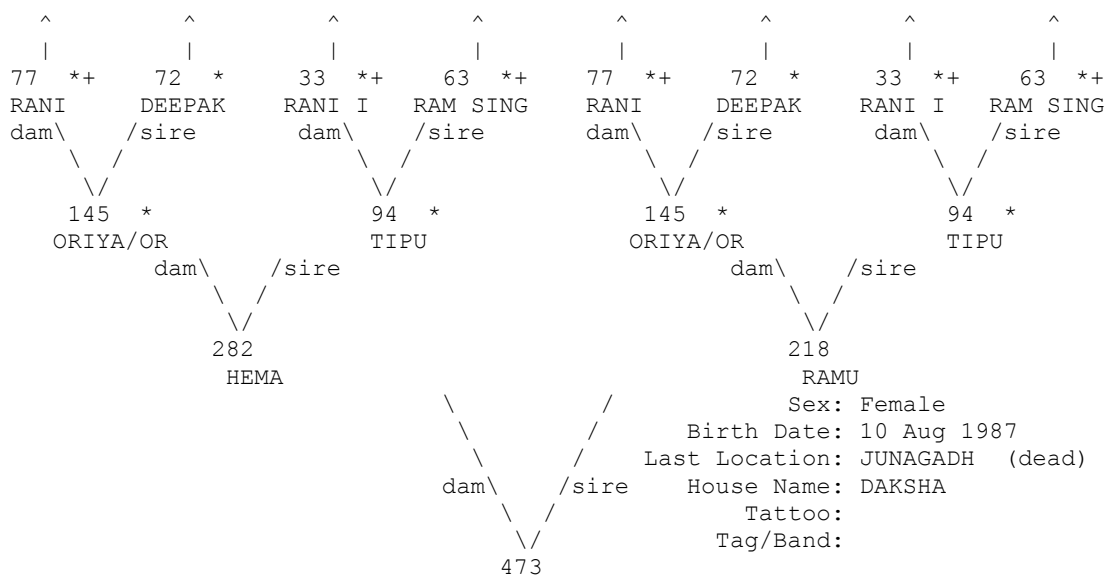 ^ ^ ^ ^ ^ ^ ^ ^
| | | | | | | |
77 *+ 72 * 33 *+ 63 *+ 77 *+ 72 * 33 *+ 63 *+
RANI DEEPAK RANI I RAM SING RANI DEEPAK RANI I RAM SING
dam\ /sire dam\ /sire dam\ /sire dam\ /sire
\ / \ / \ / \ /
\/ \/ \/ \/
145 * 94 * 145 * 94 *
ORIYA/OR TIPU ORIYA/OR TIPU
dam\ /sire dam\ /sire
\ / \ /
\/ \/
282 218
HEMA RAMU
\ / Sex: Female
\ / Birth Date: 10 Aug 1987
\ / Last Location: JUNAGADH (dead)
dam\ /sire House Name: DAKSHA
\ / Tattoo:
\/ Tag/Band:
473